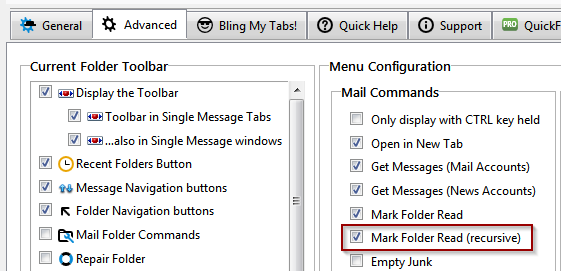 General
Advanced
Bling My Tabs!
Quick Help
Support
PRO
QuickF
Current Folder Toolbar
Display the Toolbar
Toolbar in Single Message Tabs
...also in Single Message windows
Recent Folders Button
Message Navigation buttons
Folder Navigation buttons
Mail Folder Commands
Repair Folder
Menu Configuration
Mail Commands
Only display with CTRL key held
Open in New Tab
Get Messages (Mail Accounts)
Get Messages (News Accounts)
Mark Folder Read
Mark Folder Read (recursive)
Empty Junk